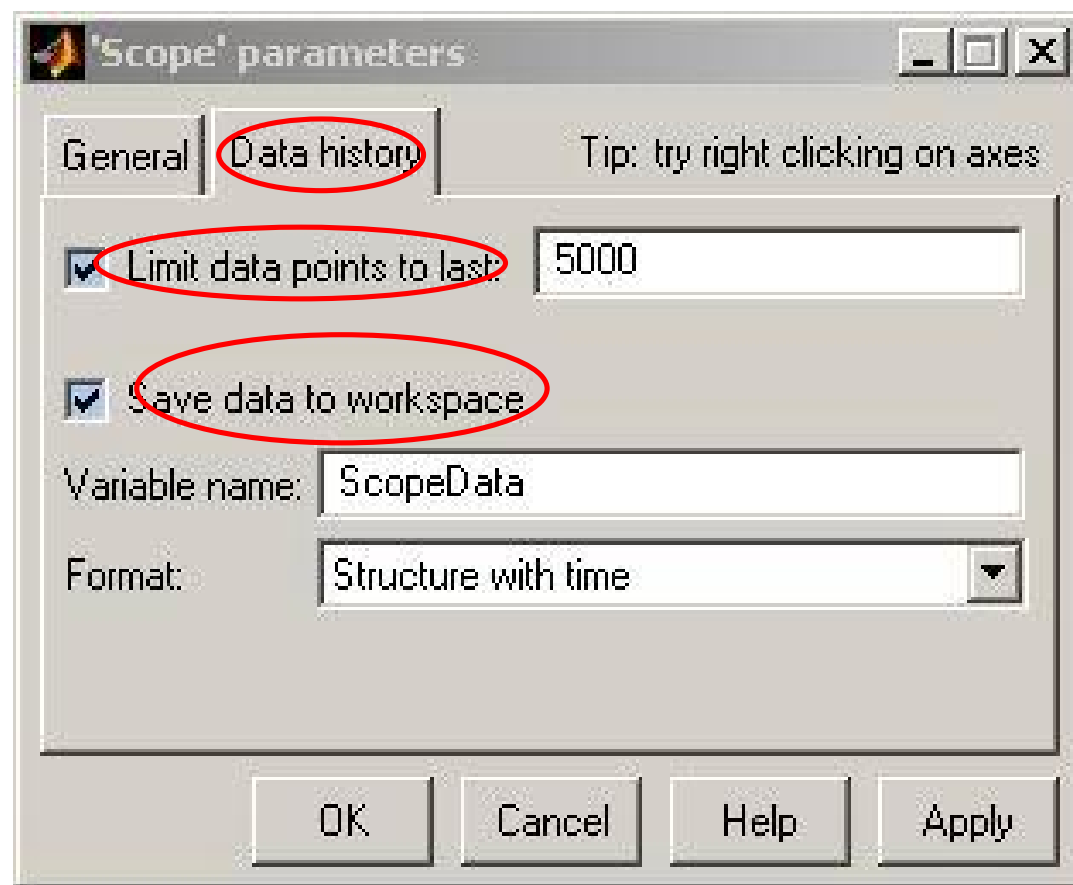 'Scope' parameters
General Data history Tip: try right clicking on axes
Limit data points to last: 5000
Save data to workspace
Variable name: ScopeData
Format: Structure with time
OK Cancel Help Apply